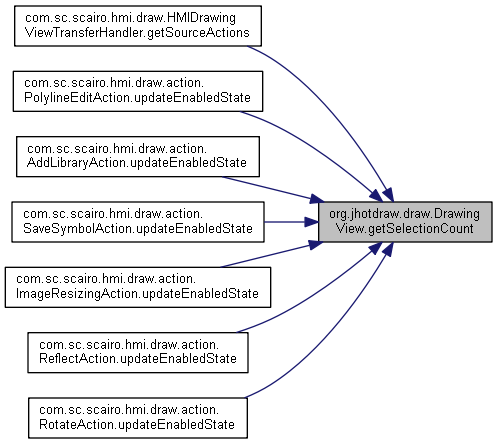 com.sc.scairo.hmi.draw.HMIDrawing
ViewTransferHandler.getSourceActions
com.sc.scairo.hmi.draw.action.
PolylineEditAction.updateEnabledState
com.sc.scairo.hmi.draw.action.
AddLibraryAction.updateEnabledState
com.sc.scairo.hmi.draw.action.
SaveSymbolAction.updateEnabledState
com.sc.scairo.hmi.draw.action.
ImageResizingAction.updateEnabledState
com.sc.scairo.hmi.draw.action.
ReflectAction.updateEnabledState
com.sc.scairo.hmi.draw.action.
RotateAction.updateEnabledState
org.jhotdraw.draw.Drawing
View.getSelectionCount